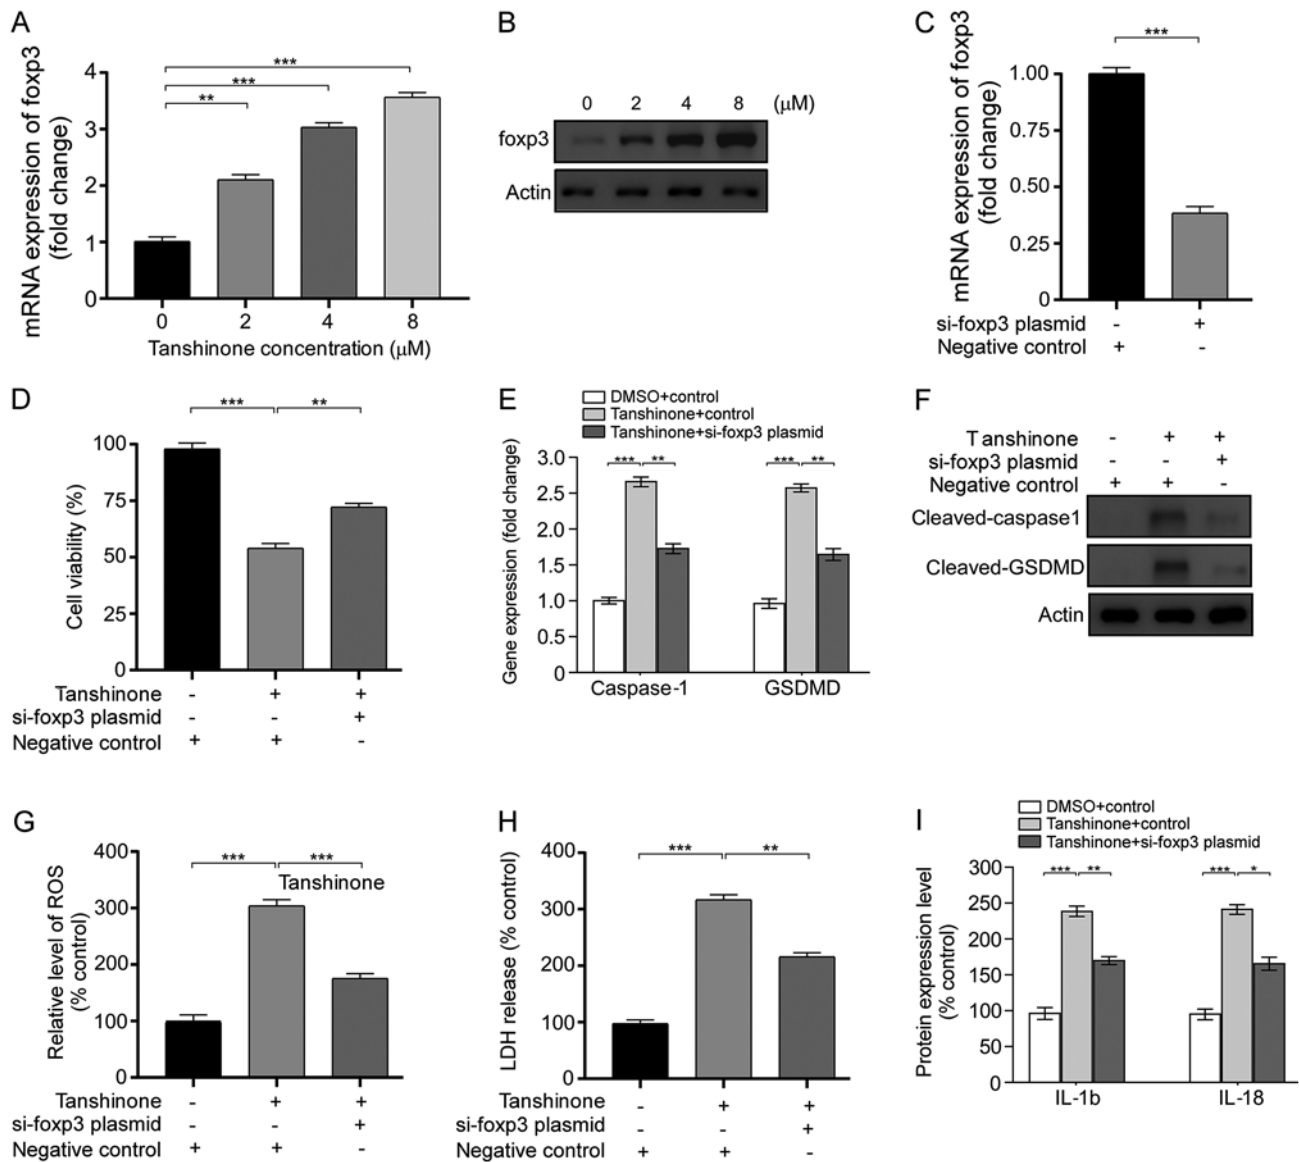 A
mRNA expression of foxp3
(fold change)
4
3
2
1
0
***
***
**
0 2 4 8
Tanshinone concentration (μM)
B
0 2 4 8 (μM)
foxp3
Actin
C
mRNA expression of foxp3
(fold change)
1.00
0.75
0.50
0.25
0
***
si-foxp3 plasmid - +
Negative control + -
D
Cell viability (%)
100
75
50
25
0
*** **
Tanshinone - + +
si-foxp3 plasmid - - +
Negative control + + -
E
DMSO+control
Tanshinone+control
Tanshinone+si-foxp3 plasmid
Gene expression (fold change)
3.0
2.5
2.0
1.5
1.0
0.5
0
*** ** *** **
Caspase-1 GSDMD
F
Tanshinone - + +
si-foxp3 plasmid - - +
Negative control + + -
Cleaved-caspase1
Cleaved-GSDMD
Actin
G
Relative level of ROS
(% control)
400
300
200
100
0
*** ***
Tanshinone
Tanshinone - + +
si-foxp3 plasmid - - +
Negative control + + -
H
LDH release (% control)
400
300
200
100
0
*** **
Tanshinone - + +
si-foxp3 plasmid - - +
Negative control + + -
I
DMSO+control
Tanshinone+control
Tanshinone+si-foxp3 plasmid
Protein expression level
(% control)
300
250
200
150
100
50
0
*** ** *** *
IL-1b IL-18